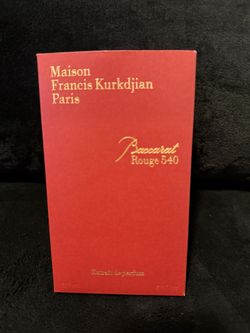 Maison
Francis Kurkdjian
Paris
Baccarat
Rouge 540
Extrait de parfum